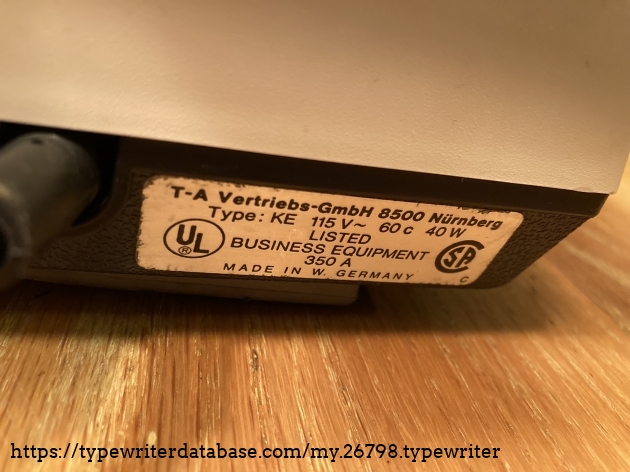 T-A Vertriebs-GmbH 8500 Nürnberg
Type: KE 115 V~ 60 c 40 W
LISTED
UL ®
BUSINESS EQUIPMENT
350 A
SA C
MADE IN W. GERMANY
https://typewriterdatabase.com/my.26798.typewriter